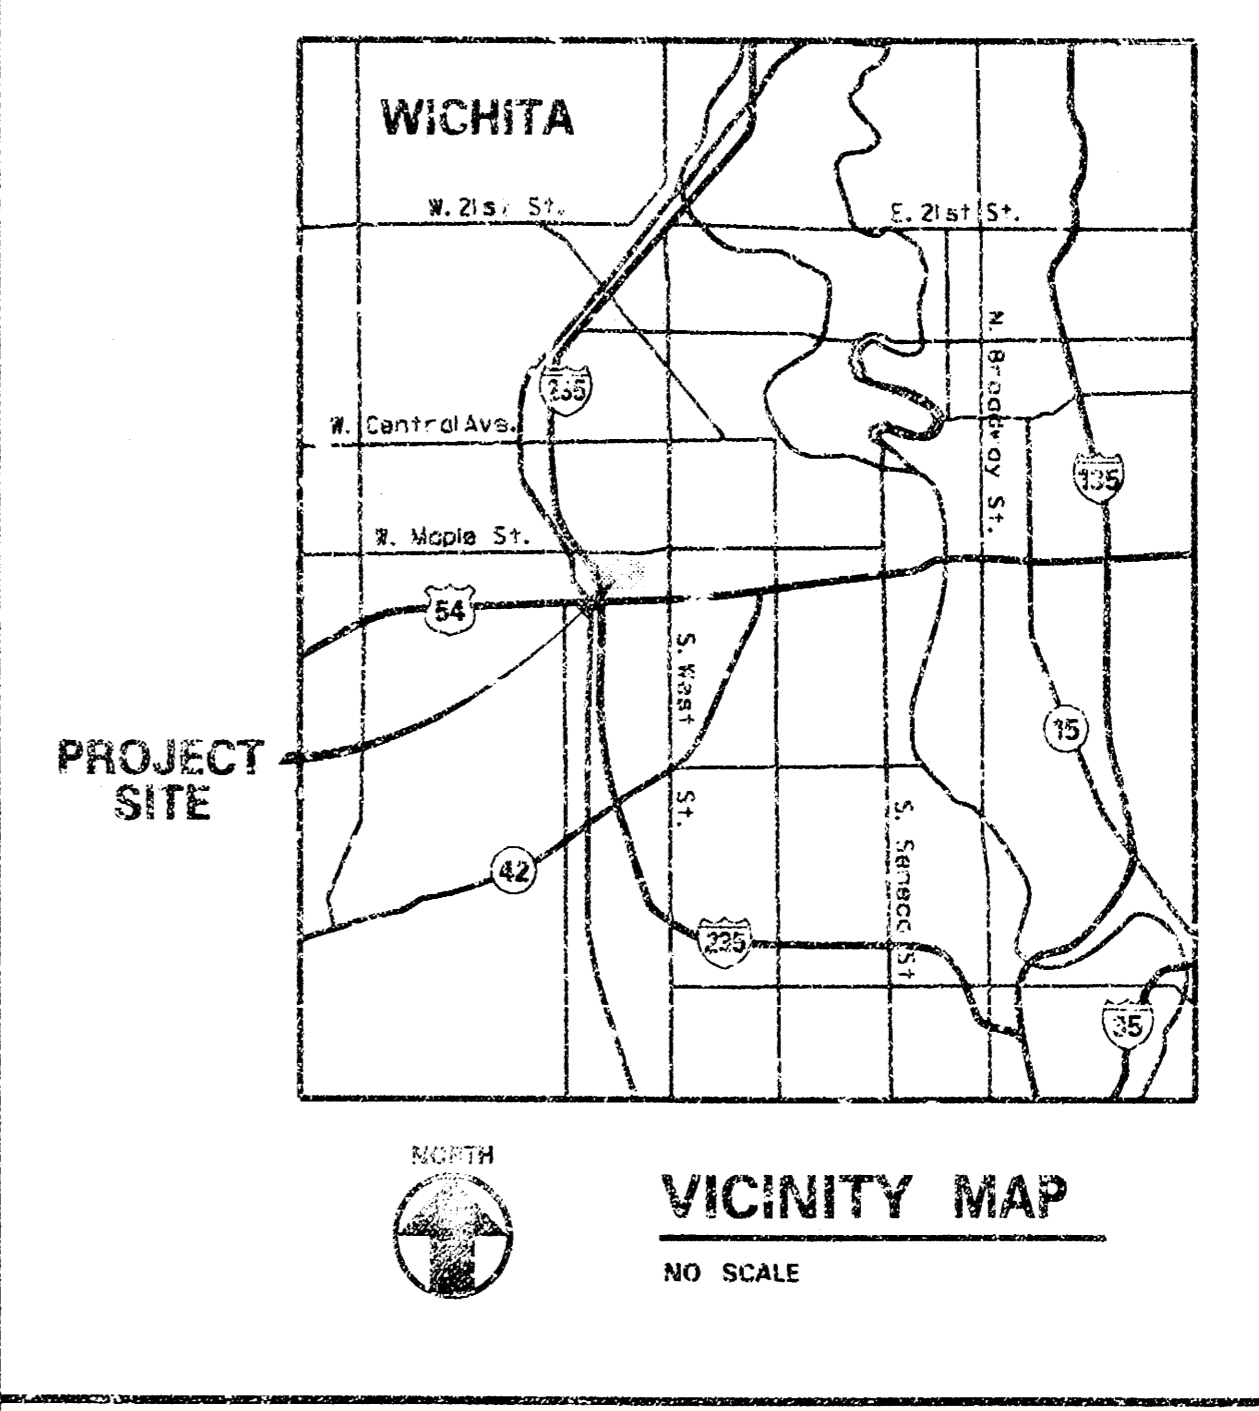 WICHITA
W. 21st St.
E. 21st St.
N. Broadway St.
235
W. Central Ave.
135
W. Maple St.
54
S. West St.
PROJECT
SITE
15
42
S. Seneca St
235
35
NORTH
VICINITY MAP
NO SCALE